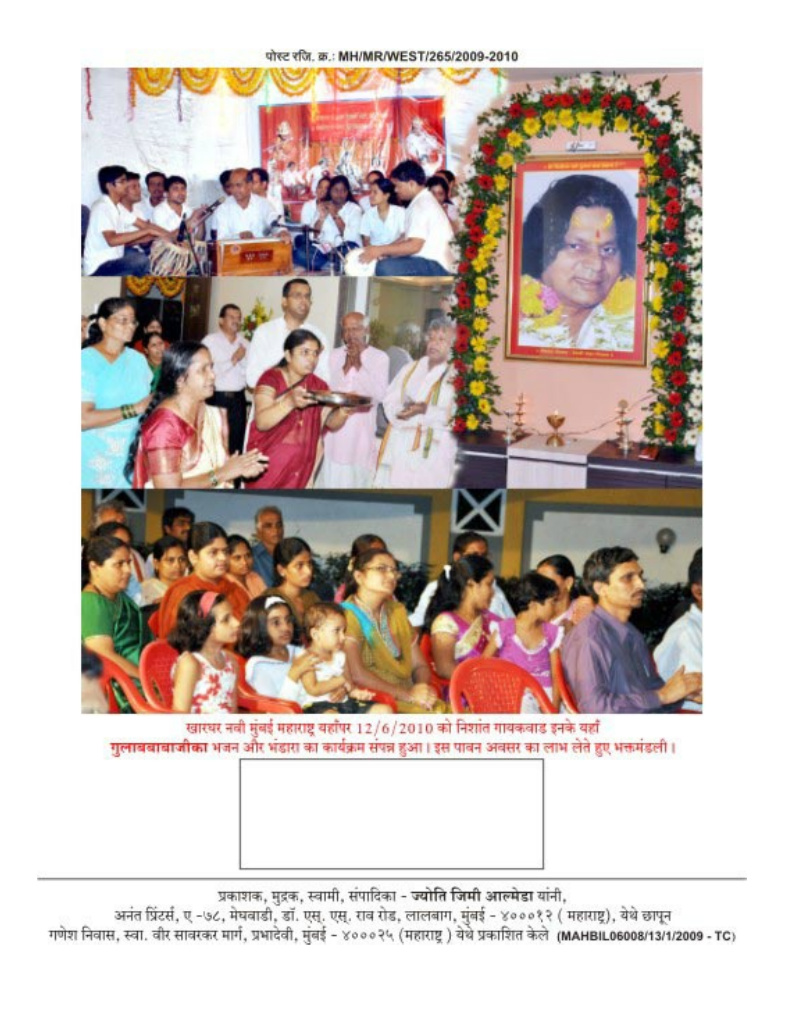 पोस्ट रजि. क्र.: MH/MR/WEST/265/2009-2010
खारघर नवी मुंबई महाराष्ट्र यहाँपर 12/6/2010 को निशांत गायकवाड इनके यहाँ
गुलाबबाबाजीका भजन और भंडारा का कार्यक्रम संपन्न हुआ। इस पावन अवसर का लाभ लेते हुए भक्तमंडली।
प्रकाशक, मुद्रक, स्वामी, संपादिका - ज्योति जिमी आल्मेडा यांनी,
अनंत प्रिंटर्स, ए -७८, मेघवाडी, डॉ. एस्. एस्. राव रोड, लालबाग, मुंबई - ४०००१२ ( महाराष्ट्र), येथे छापून
गणेश निवास, स्वा. वीर सावरकर मार्ग, प्रभादेवी, मुंबई - ४०००२५ (महाराष्ट्र ) येथे प्रकाशित केले (MAHBIL06008/13/1/2009 - TC)